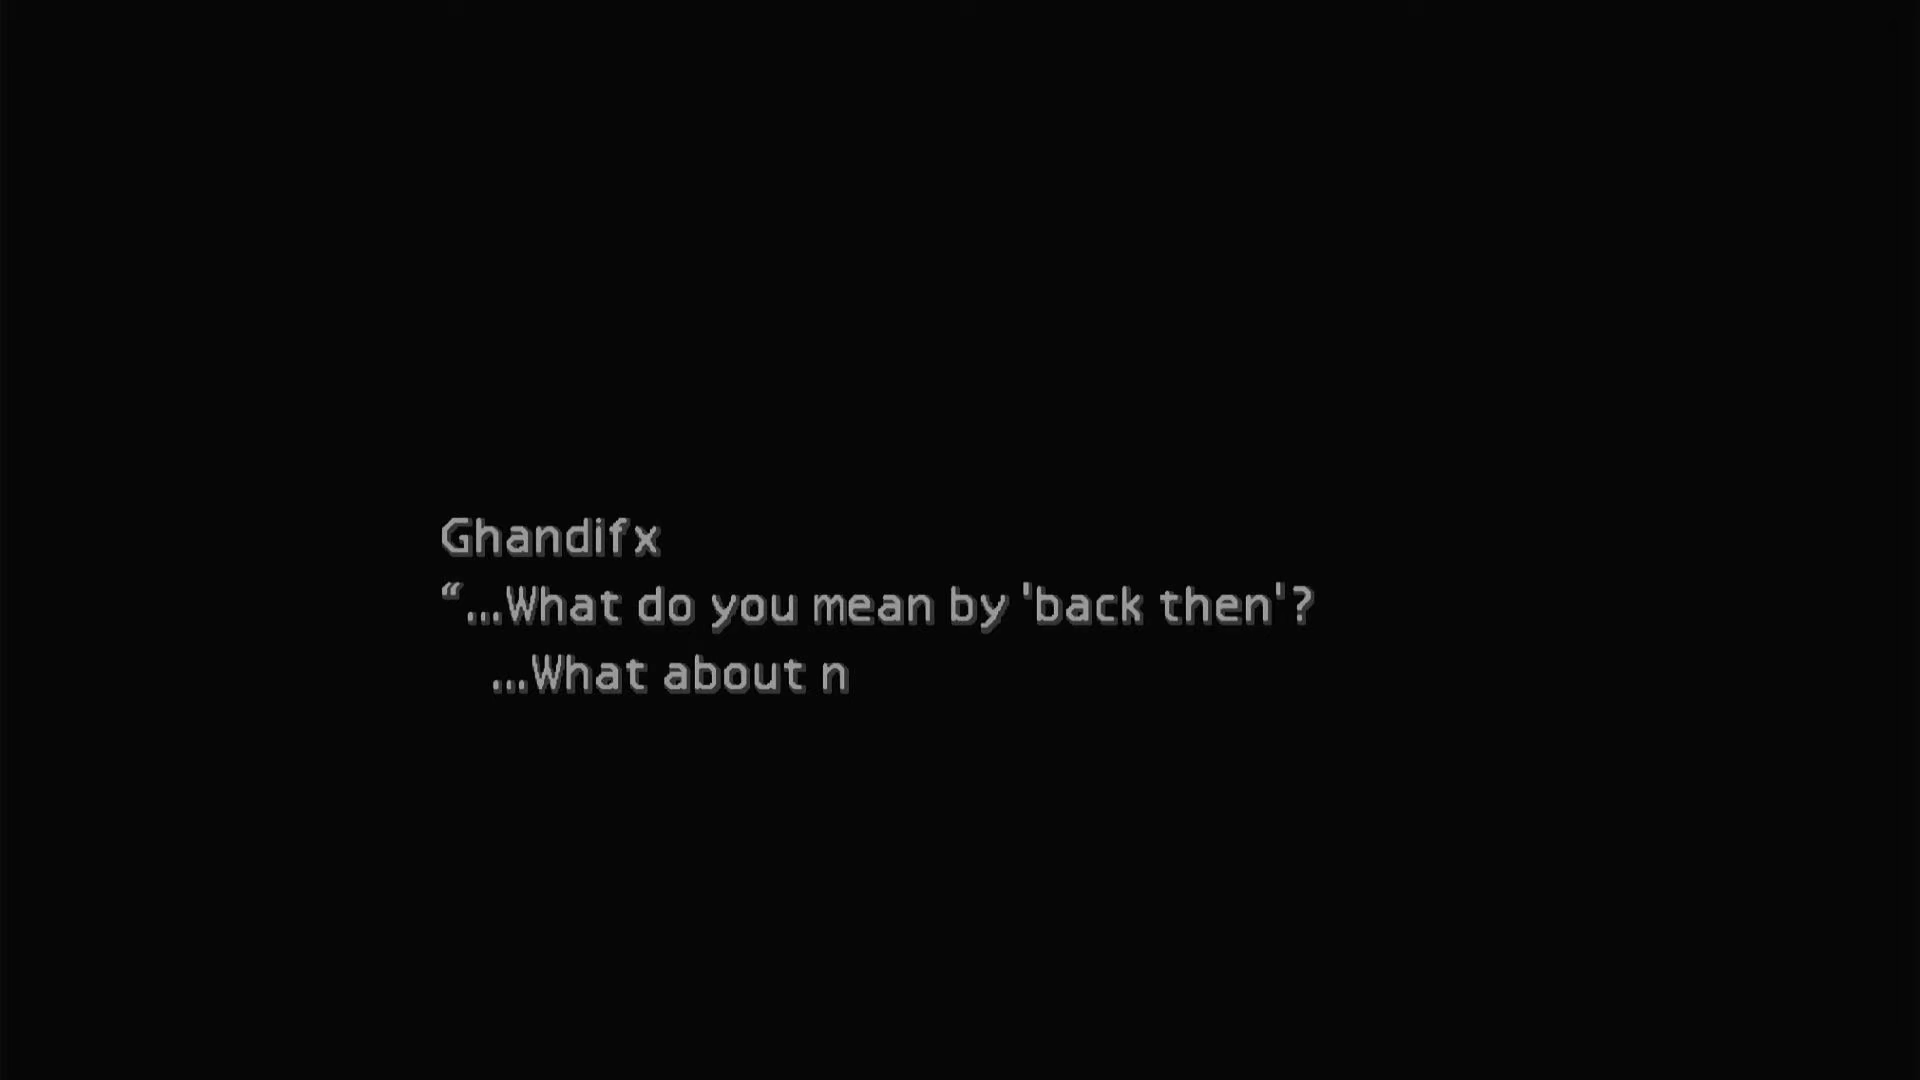 Ghandifx
“...What do you mean by 'back then'?
...What about n